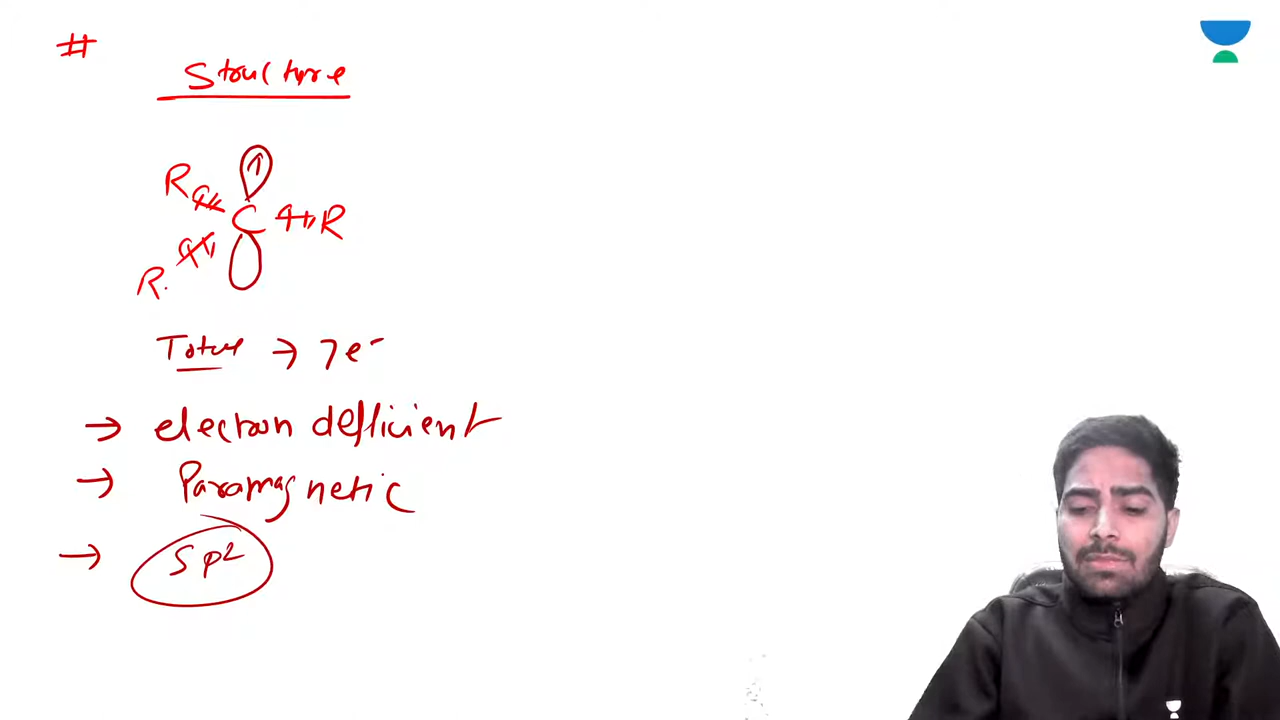 #
Structure
R
C
R
R.
Total → 7e⁻
→ electron defficient
→ Paramagnetic
→ Sp²